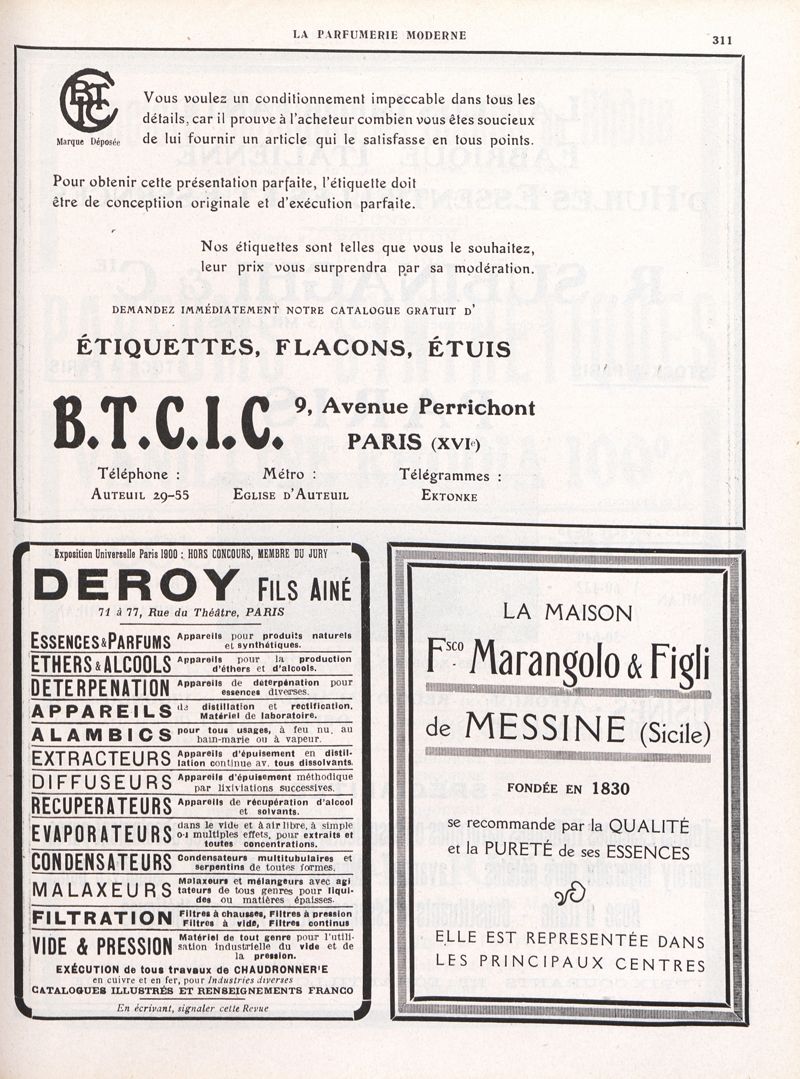 LA PARFUMERIE MODERNE
311
BTCIC
Marque Déposée
Vous voulez un conditionnement impeccable dans tous les
détails, car il prouve à l'acheteur combien vous êtes soucieux
de lui fournir un article qui le satisfasse en tous points.
Pour obtenir cette présentation parfaite, l'étiquette doit
être de conceptiion originale et d'exécution parfaite.
Nos étiquettes sont telles que vous le souhaitez,
leur prix vous surprendra par sa modération.
DEMANDEZ IMMÉDIATEMENT NOTRE CATALOGUE GRATUIT D'
ÉTIQUETTES, FLACONS, ÉTUIS
B.T.C.I.C.
9, Avenue Perrichont
PARIS (XVIe)
Téléphone : Métro : Télégrammes :
AUTEUIL 29-55 EGLISE D'AUTEUIL EKTONKE
Exposition Universelle Paris 1900 : HORS CONCOURS, MEMBRE DU JURY
DEROY FILS AINÉ
71 à 77, Rue du Théâtre, PARIS
ESSENCES & PARFUMS Appareils pour produits naturels
et synthétiques.
ETHERS & ALCOOLS Appareils pour la production
d'éthers et d'alcools.
DETERPENATION Appareils de déterpénation pour
essences diverses.
APPAREILS de distillation et rectification.
Matériel de laboratoire.
ALAMBICS pour tous usages, à feu nu, au
bain-marie ou à vapeur.
EXTRACTEURS Appareils d'épuisement en distil-
lation continue av. tous dissolvants.
DIFFUSEURS Appareils d'épuisement méthodique
par lixiviations successives.
RECUPERATEURS Appareils de récupération d'alcool
et solvants.
EVAPORATEURS dans le vide et à air libre, à simple
ou multiples effets, pour extraits et
toutes concentrations.
CONDENSATEURS Condensateurs multitubulaires et
serpentins de toutes formes.
MALAXEURS Malaxeurs et mélangeurs avec agi
tateurs de tous genres pour liqui-
des ou matières épaisses.
FILTRATION Filtres à chausses, Filtres à pression
Filtres à vide, Filtres continus
VIDE & PRESSION Matériel de tout genre pour l'utili-
sation industrielle du vide et de
la pression.
EXÉCUTION de tous travaux de CHAUDRONNER'E
en cuivre et en fer, pour Industries diverses
CATALOGUES ILLUSTRÉS ET RENSEIGNEMENTS FRANCO
En écrivant, signaler cette Revue
LA MAISON
Fsco Marangolo & Figli
de MESSINE (Sicile)
FONDÉE EN 1830
se recommande par la QUALITÉ
et la PURETÉ de ses ESSENCES
ELLE EST REPRESENTÉE DANS
LES PRINCIPAUX CENTRES